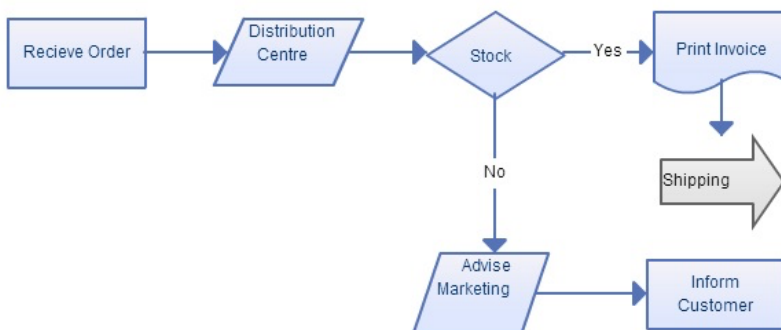 Recieve Order
Distribution
Centre
Stock
Yes
Print Invoice
No
Shipping
Advise
Marketing
Inform
Customer